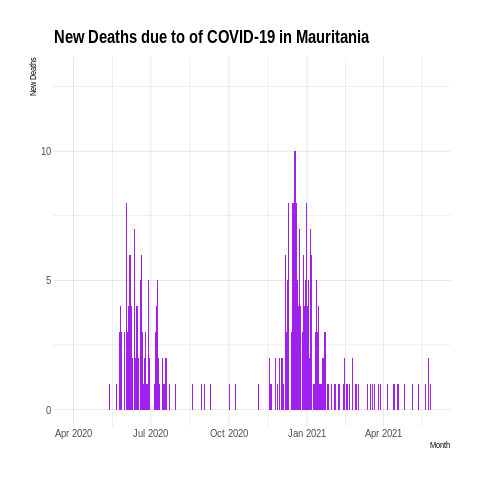 New Deaths due to of COVID-19 in Mauritania
New Deaths
10
5
0
Apr 2020 Jul 2020 Oct 2020 Jan 2021 Apr 2021
Month